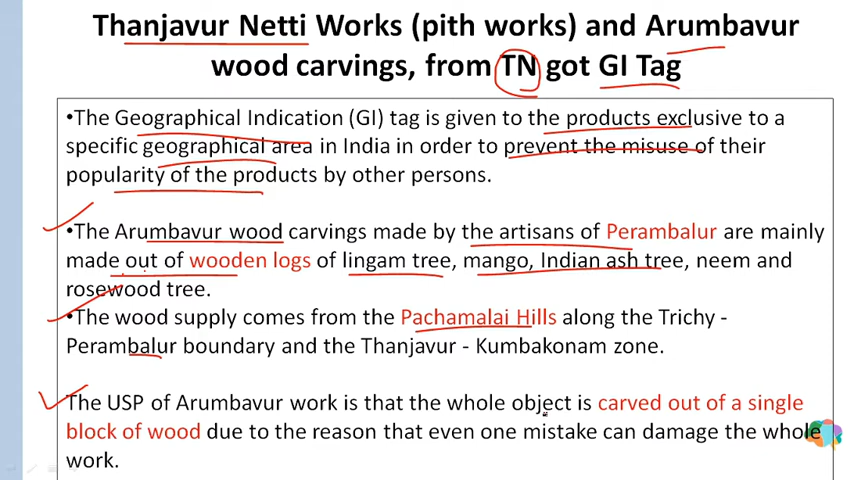 Thanjavur Netti Works (pith works) and Arumbavur
wood carvings, from TN got GI Tag
•The Geographical Indication (GI) tag is given to the products exclusive to a
specific geographical area in India in order to prevent the misuse of their
popularity of the products by other persons.
•The Arumbavur wood carvings made by the artisans of Perambalur are mainly
made out of wooden logs of lingam tree, mango, Indian ash tree, neem and
rosewood tree.
•The wood supply comes from the Pachamalai Hills along the Trichy -
Perambalur boundary and the Thanjavur - Kumbakonam zone.
The USP of Arumbavur work is that the whole object is carved out of a single
block of wood due to the reason that even one mistake can damage the whole
work.